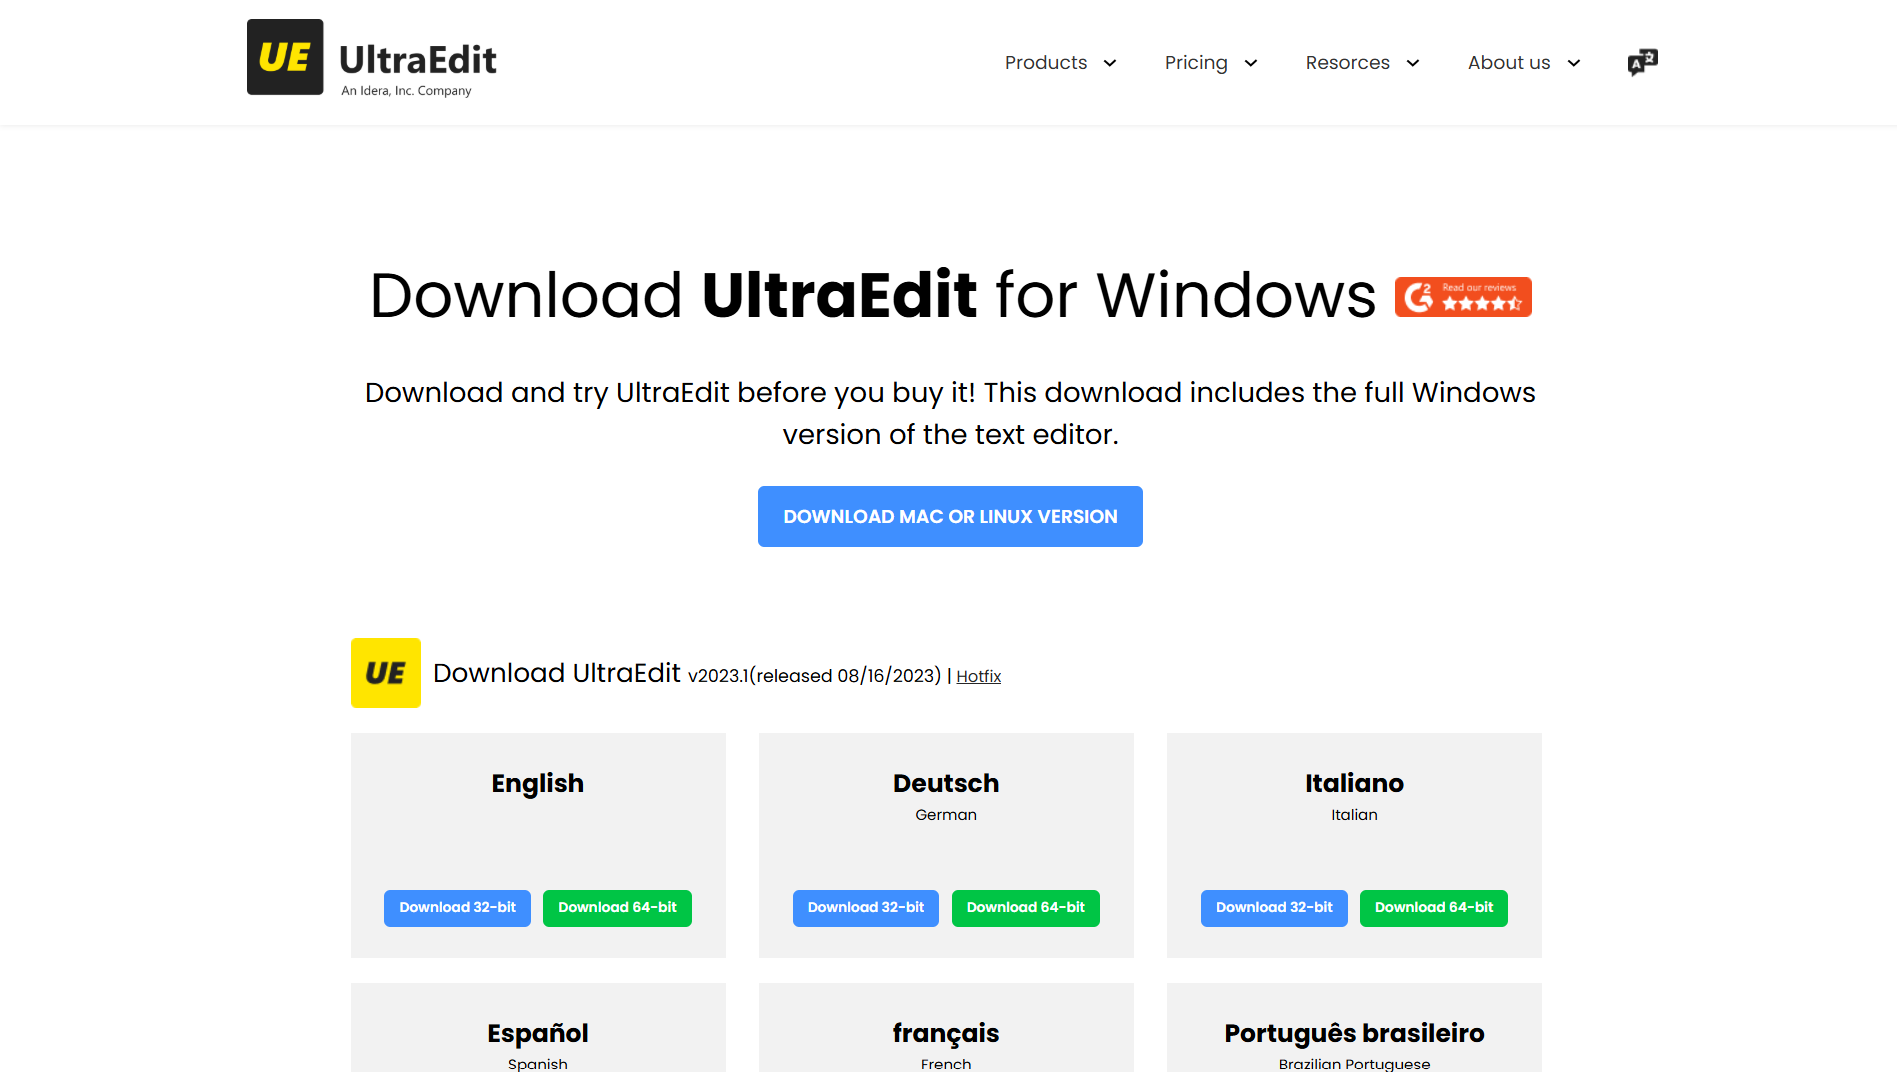 UE UltraEdit
An Idera, Inc. Company
Products Pricing Resorces About us
A
Download UltraEdit for Windows
Read our reviews
G2
Download and try UltraEdit before you buy it! This download includes the full Windows
version of the text editor.
DOWNLOAD MAC OR LINUX VERSION
UE Download UltraEdit v2023.1(released 08/16/2023) | Hotfix
English Deutsch Italiano
German Italian
Download 32-bit Download 64-bit Download 32-bit Download 64-bit Download 32-bit Download 64-bit
Español français Português brasileiro
Spanish French Brazilian Portuguese